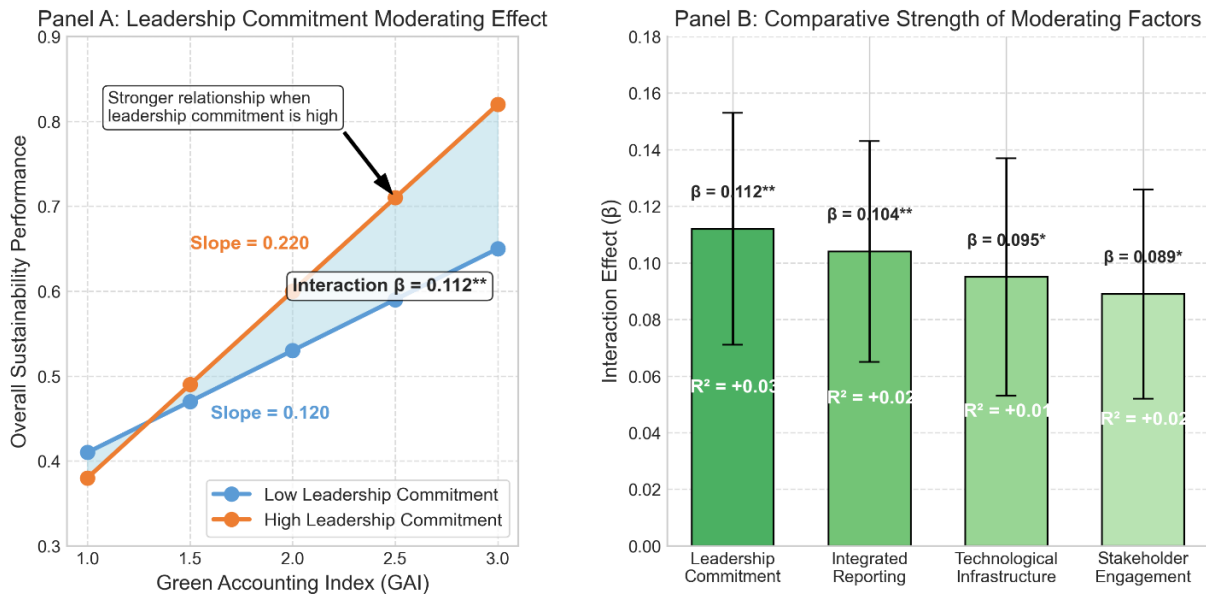 Panel A: Leadership Commitment Moderating Effect
0.9
0.8
0.7
0.6
0.5
0.4
0.3
Overall Sustainability Performance
Stronger relationship when
leadership commitment is high
Slope = 0.220
Interaction β = 0.112**
Slope = 0.120
Low Leadership Commitment
High Leadership Commitment
1.0 1.5 2.0 2.5 3.0
Green Accounting Index (GAI)
Panel B: Comparative Strength of Moderating Factors
0.18
0.16
0.14
0.12
0.10
0.08
0.06
0.04
0.02
0.00
Interaction Effect (β)
β = 0.112**
β = 0.104**
β = 0.095*
β = 0.089*
R² = +0.03
R² = +0.02
R² = +0.01
R² = +0.02
Leadership
Commitment
Integrated
Reporting
Technological
Infrastructure
Stakeholder
Engagement